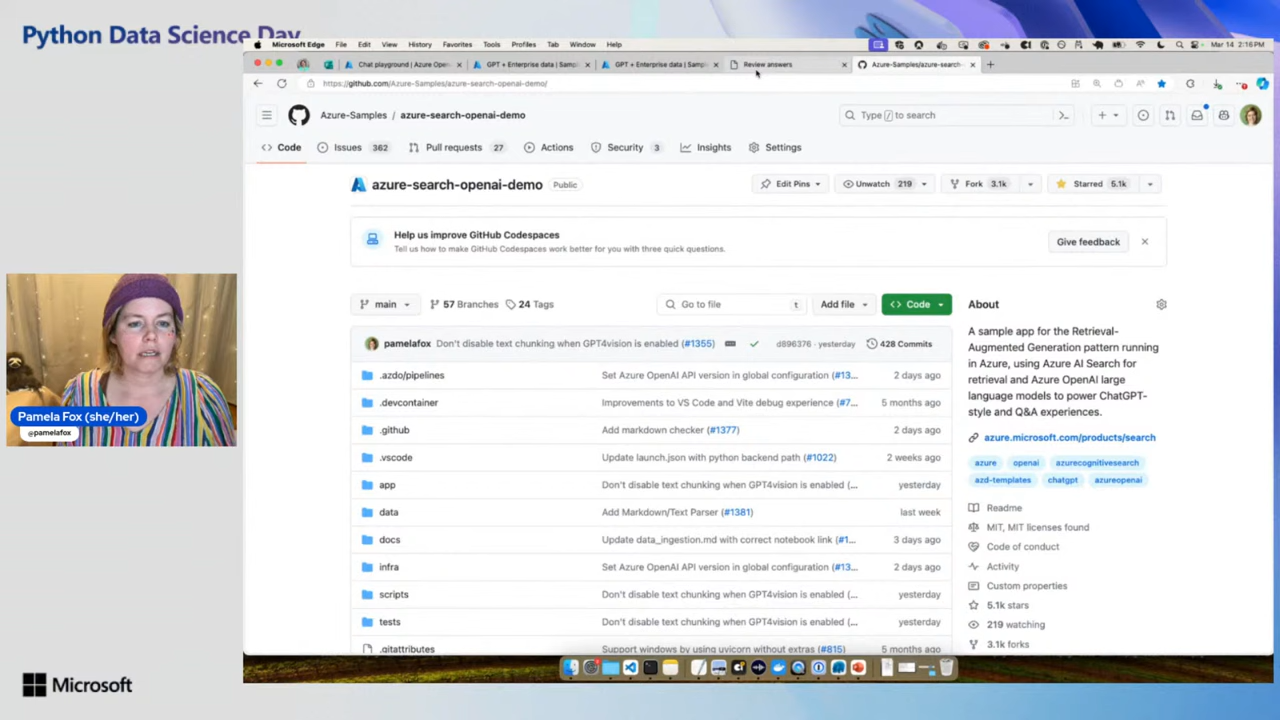 Python Data Science Day
Microsoft Edge File Edit View History Favorites Tools Profiles Tab Window Help
Mar 14 2:16PM
Chat playground | Azure Open
GPT + Enterprise data | Samp
GPT + Enterprise data | Sampl
Review answers
Azure-Samples/azure-search-
https://github.com/Azure-Samples/azure-search-openai-demo/
Azure-Samples / azure-search-openai-demo
Type / to search
Code
Issues 362
Pull requests 27
Actions
Security 3
Insights
Settings
azure-search-openai-demo Public
Edit Pins
Unwatch 219
Fork 3.1k
Starred 5.1k
Help us improve GitHub Codespaces
Tell us how to make GitHub Codespaces work better for you with three quick questions.
Give feedback
main
57 Branches
24 Tags
Go to file t
Add file
Code
pamelafox Don't disable text chunking when GPT4vision is enabled (#1355) d896376 · yesterday 428 Commits
.azdo/pipelines Set Azure OpenAI API version in global configuration (#13... 2 days ago
.devcontainer Improvements to VS Code and Vite debug experience (#7... 5 months ago
.github Add markdown checker (#1377) 2 days ago
.vscode Update launch.json with python backend path (#1022) 2 weeks ago
app Don't disable text chunking when GPT4vision is enabled (... yesterday
data Add Markdown/Text Parser (#1381) last week
docs Update data_ingestion.md with correct notebook link (#1... 3 days ago
infra Set Azure OpenAI API version in global configuration (#13... 2 days ago
scripts Don't disable text chunking when GPT4vision is enabled (... yesterday
tests Don't disable text chunking when GPT4vision is enabled (... yesterday
.gitattributes Support windows by using uvicorn without extras (#815) 5 months ago
About
A sample app for the Retrieval-
Augmented Generation pattern running
in Azure, using Azure AI Search for
retrieval and Azure OpenAI large
language models to power ChatGPT-
style and Q&A experiences.
azure.microsoft.com/products/search
azure openai azurecognitivesearch
azd-templates chatgpt azureopenai
Readme
MIT, MIT licenses found
Code of conduct
Activity
Custom properties
5.1k stars
219 watching
3.1k forks
Pamela Fox (she/her)
@pamelafox
Microsoft